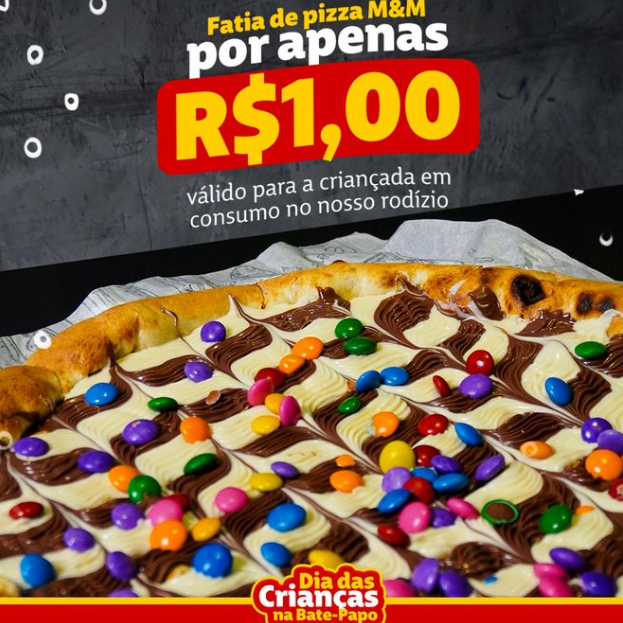 Fatia de pizza M&M
por apenas
R$1,00
válido para a criançada em
consumo no nosso rodízio
Dia das
Crianças
na Bate-Papo